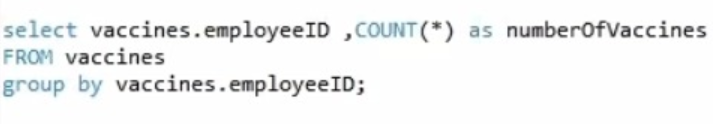 select vaccines.employeeID ,COUNT(*) as numberOfVaccines
FROM vaccines
group by vaccines.employeeID;